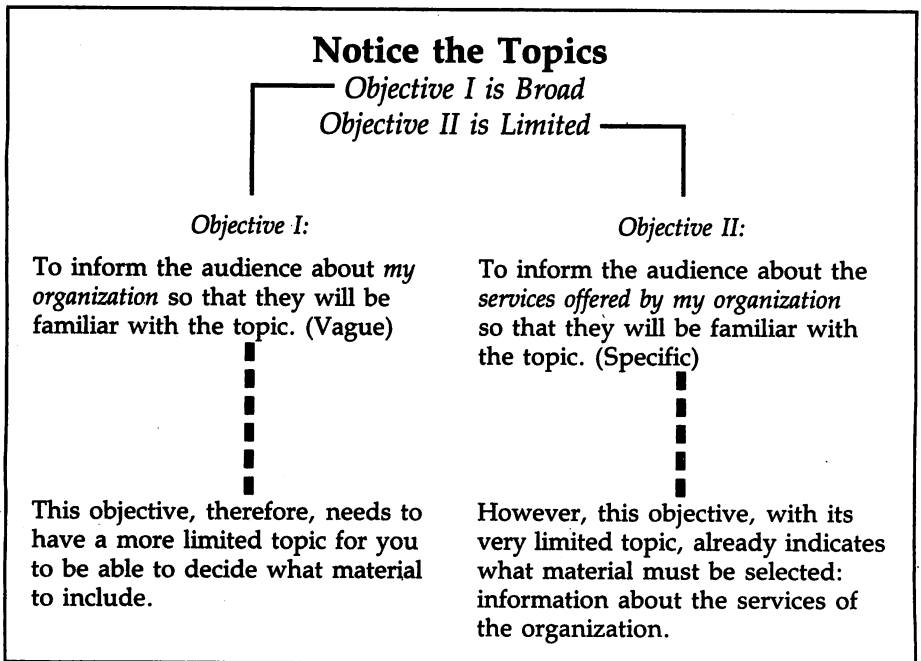 Notice the Topics
Objective I is Broad
Objective II is Limited
Objective I:
To inform the audience about my
organization so that they will be
familiar with the topic. (Vague)
This objective, therefore, needs to
have a more limited topic for you
to be able to decide what material
to include.
Objective II:
To inform the audience about the
services offered by my organization
so that they will be familiar with
the topic. (Specific)
However, this objective, with its
very limited topic, already indicates
what material must be selected:
information about the services of
the organization.